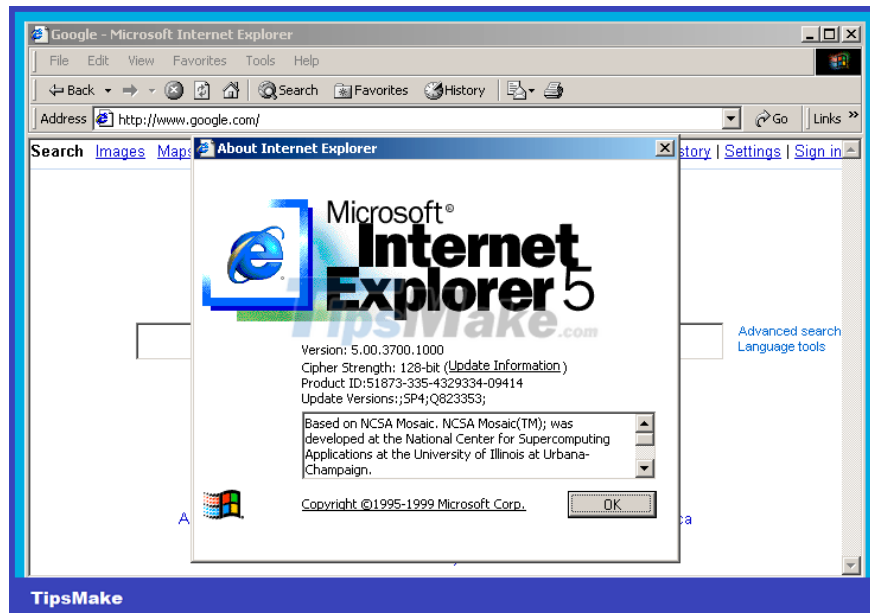 Google - Microsoft Internet Explorer
File Edit View Favorites Tools Help
Back Search Favorites History
Address http://www.google.com/ Go Links »
Search Images Maps story | Settings | Sign in
About Internet Explorer
Microsoft®
Internet
Explorer 5
TipsMake.com
Advanced search
Language tools
Version: 5.00.3700.1000
Cipher Strength: 128-bit (Update Information)
Product ID:51873-335-4329334-09414
Update Versions:;SP4;Q823353;
Based on NCSA Mosaic. NCSA Mosaic(TM); was
developed at the National Center for Supercomputing
Applications at the University of Illinois at Urbana-
Champaign.
Copyright ©1995-1999 Microsoft Corp. OK
A ca
TipsMake